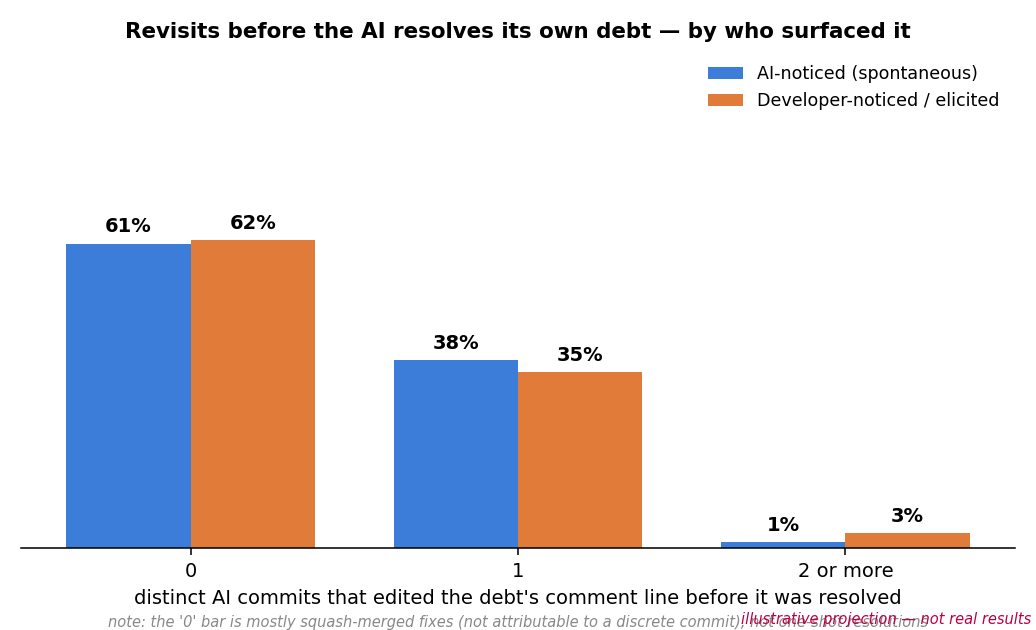 Revisits before the AI resolves its own debt — by who surfaced it
AI-noticed (spontaneous)
Developer-noticed / elicited
61%
62%
38%
35%
1%
3%
0
1
2 or more
distinct AI commits that edited the debt's comment line before it was resolved
note: the '0' bar is mostly squash-merged fixes (not attributable to a discrete commit), not one-shot resolutions
illustrative projection — not real results